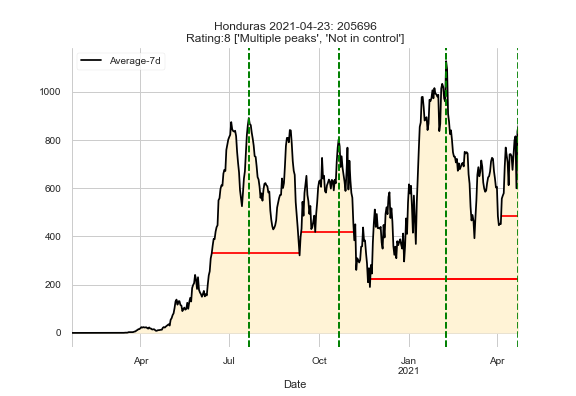 Honduras 2021-04-23: 205696
Rating:8 ['Multiple peaks', 'Not in control']
Average-7d
1000
800
600
400
200
0
Apr
Jul
Oct
Jan
2021
Apr
Date